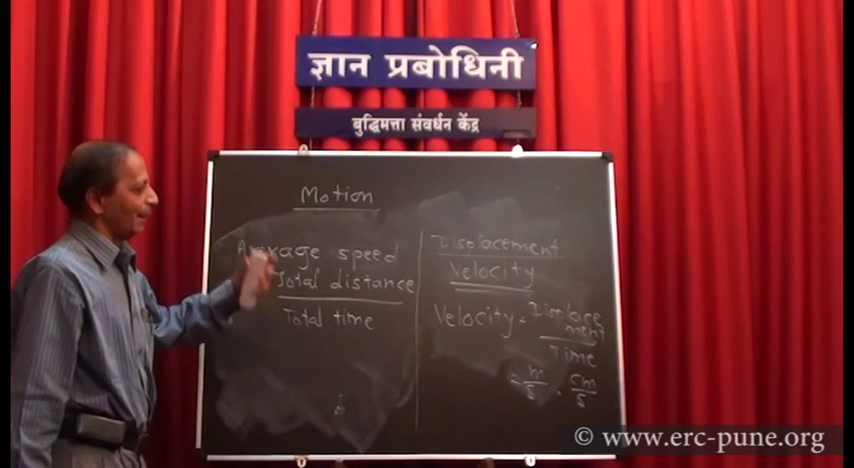 ज्ञान प्रबोधिनी
बुद्धिमत्ता संवर्धन केंद्र
Motion
Average speed
Total distance
Total time
Displacement
Velocity
Velocity = Displace
ment
Time
= m/s , cm/s
© www.erc-pune.org